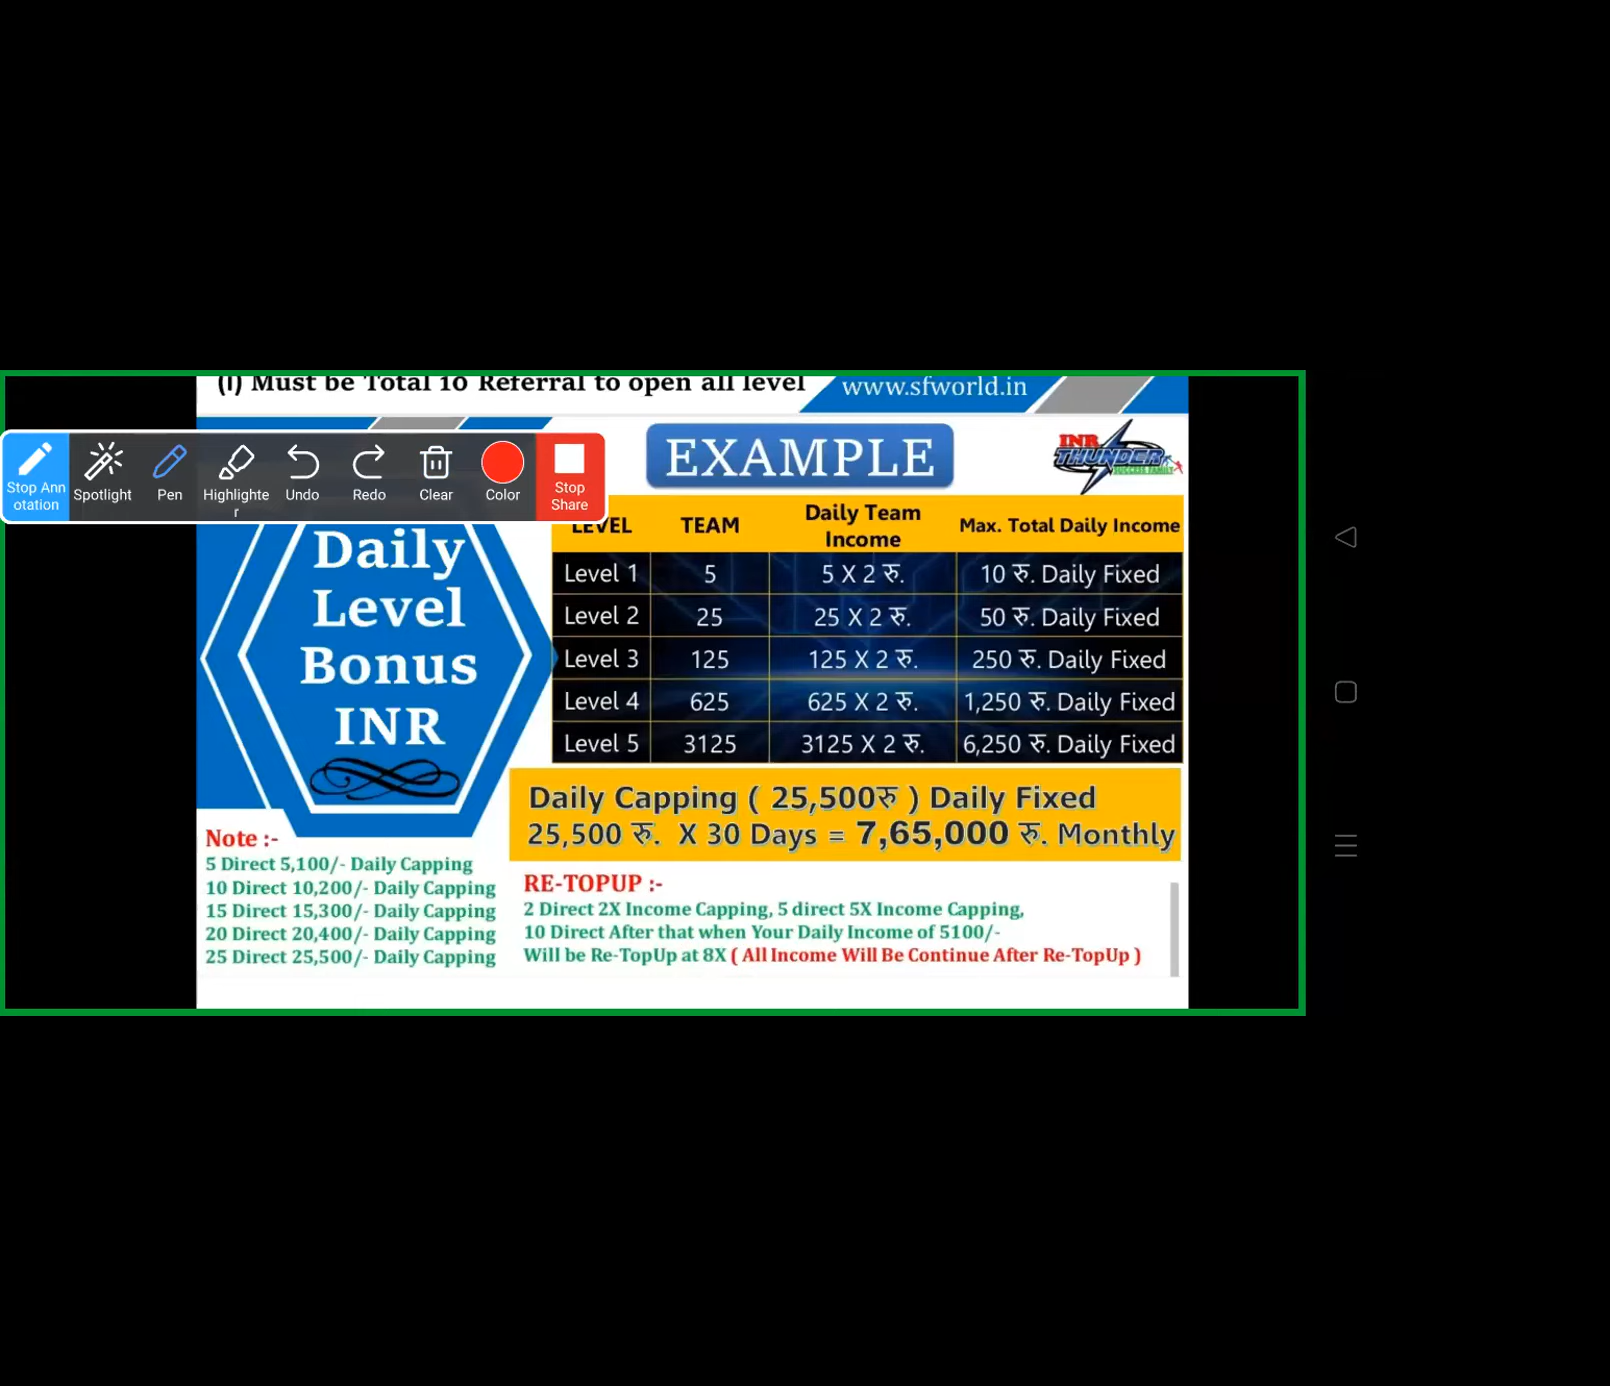 (I) Must be Total 10 Referral to open all level
www.sfworld.in
Stop Ann
otation
Spotlight
Pen
Highlighte
r
Undo
Redo
Clear
Color
Stop
Share
EXAMPLE
INR
THUNDER
SUCCESS FAMILY
Daily
Level
Bonus
INR
LEVEL TEAM Daily Team Income Max. Total Daily Income
Level 1 5 5 X 2 रु. 10 रु. Daily Fixed
Level 2 25 25 X 2 रु. 50 रु. Daily Fixed
Level 3 125 125 X 2 रु. 250 रु. Daily Fixed
Level 4 625 625 X 2 रु. 1,250 रु. Daily Fixed
Level 5 3125 3125 X 2 रु. 6,250 रु. Daily Fixed
Daily Capping ( 25,500रु ) Daily Fixed
25,500 रु. X 30 Days = 7,65,000 रु. Monthly
Note :-
5 Direct 5,100/- Daily Capping
10 Direct 10,200/- Daily Capping
15 Direct 15,300/- Daily Capping
20 Direct 20,400/- Daily Capping
25 Direct 25,500/- Daily Capping
RE-TOPUP :-
2 Direct 2X Income Capping, 5 direct 5X Income Capping,
10 Direct After that when Your Daily Income of 5100/-
Will be Re-TopUp at 8X ( All Income Will Be Continue After Re-TopUp )